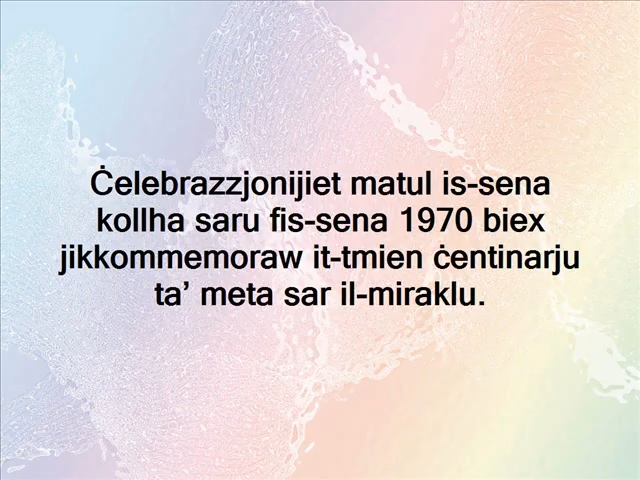 Ċelebrazzjonijiet matul is-sena
kollha saru fis-sena 1970 biex
jikkommemoraw it-tmien ċentinarju
ta’ meta sar il-miraklu.